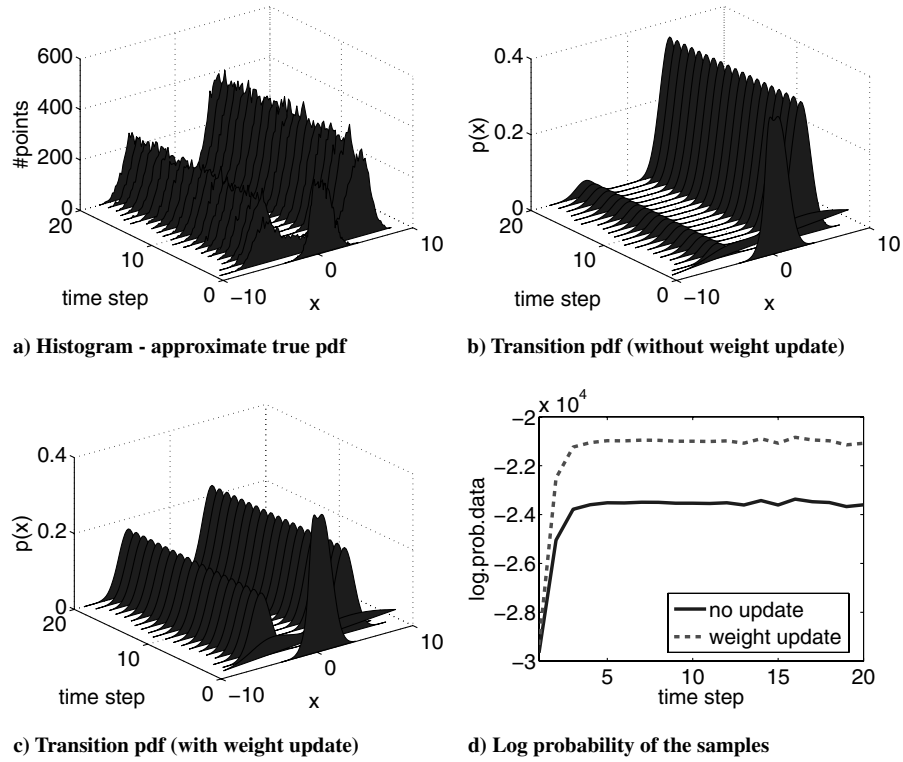 600
400
200
0
#points
20
10
0
time step
−10
0
10
x
a) Histogram - approximate true pdf
0.4
0.2
0
p(x)
20
10
0
time step
−10
0
10
x
b) Transition pdf (without weight update)
0.4
0.2
0
p(x)
20
10
0
time step
−10
0
10
x
c) Transition pdf (with weight update)
x 10^4
−2
−2.2
−2.4
−2.6
−2.8
−3
log.prob.data
no update
weight update
5
10
15
20
time step
d) Log probability of the samples